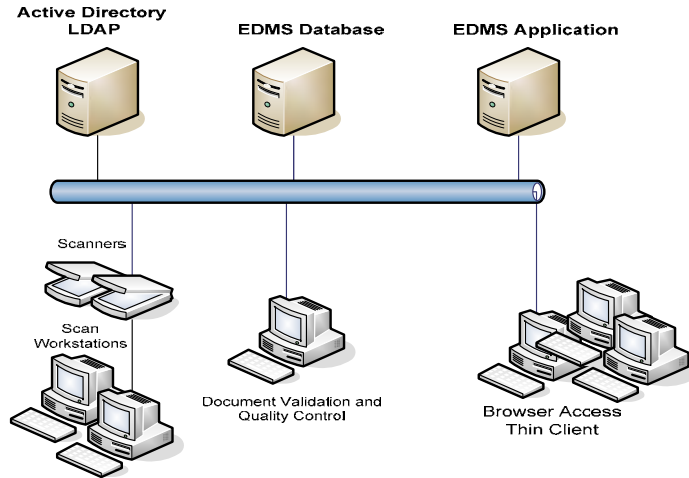 Active Directory
LDAP
EDMS Database
EDMS Application
Scanners
Scan
Workstations
Document Validation and
Quality Control
Browser Access
Thin Client